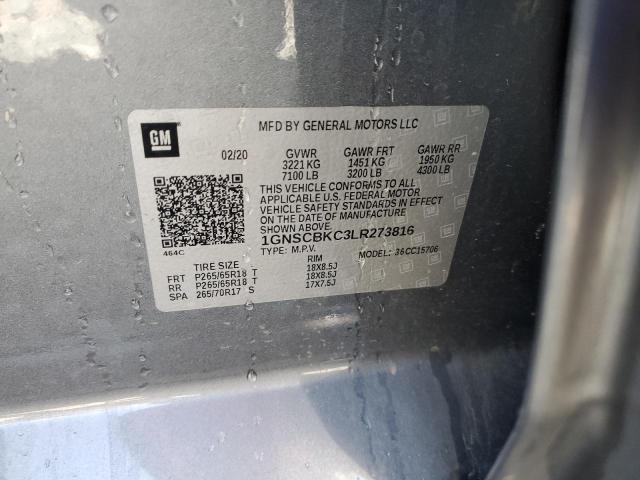 GM
MFD BY GENERAL MOTORS LLC
02/20 GVWR GAWR FRT GAWR RR
3221 KG 1451 KG 1950 KG
7100 LB 3200 LB 4300 LB
THIS VEHICLE CONFORMS TO ALL
APPLICABLE U.S. FEDERAL MOTOR
VEHICLE SAFETY STANDARDS IN EFFECT
ON THE DATE OF MANUFACTURE
SHOWN ABOVE.
1GNSCBKC3LR273816
464C TYPE: M.P.V. MODEL: 36CC15706
TIRE SIZE RIM
FRT P265/65R18 T 18X8.5J
RR P265/65R18 T 18X8.5J
SPA 265/70R17 S 17X7.5J